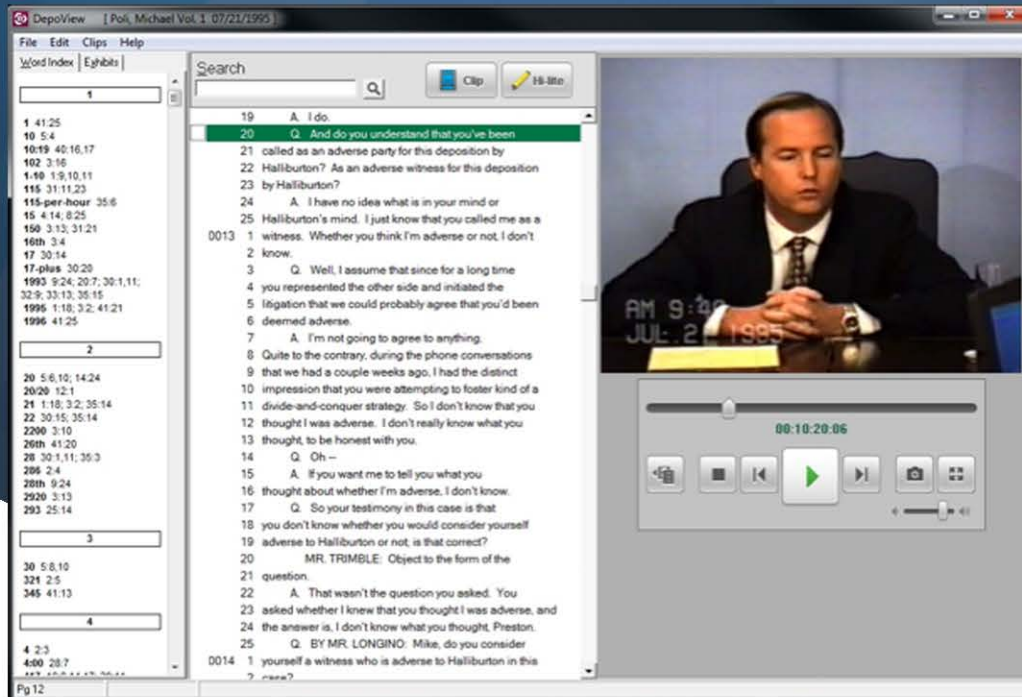 DepoView [ Poli, Michael Vol. 1 07/21/1995 ]
File Edit Clips Help
Word Index Exhibits
1
1 41:25
10 5:4
10:19 40:16,17
102 3:16
1-10 1:9,10,11
115 31:11,23
115-per-hour 35:6
15 4:14; 8:25
150 3:13; 31:21
16th 3:4
17 30:14
17-plus 30:20
1993 9:24; 20:7; 30:1,11;
32:9; 33:13; 35:15
1995 1:18; 3:2; 41:21
1996 41:25
2
20 5:6,10; 14:24
20/20 12:1
21 1:18; 3:2; 35:14
22 30:15; 35:14
2200 3:10
26th 41:20
28 30:1,11; 35:3
286 2:4
28th 9:24
2920 3:13
293 25:14
3
30 5:8,10
321 2:5
345 41:13
4
4 2:3
4:00 28:7
Pg 12
Search
Clip
Hi-lite
19 A. I do.
20 Q. And do you understand that you've been
21 called as an adverse party for this deposition by
22 Halliburton? As an adverse witness for this deposition
23 by Halliburton?
24 A. I have no idea what is in your mind or
25 Halliburton's mind. I just know that you called me as a
0013 1 witness. Whether you think I'm adverse or not, I don't
2 know.
3 Q. Well, I assume that since for a long time
4 you represented the other side and initiated the
5 litigation that we could probably agree that you'd been
6 deemed adverse.
7 A. I'm not going to agree to anything.
8 Quite to the contrary, during the phone conversations
9 that we had a couple weeks ago, I had the distinct
10 impression that you were attempting to foster kind of a
11 divide-and-conquer strategy. So I don't know that you
12 thought I was adverse. I don't really know what you
13 thought, to be honest with you.
14 Q. Oh --
15 A. If you want me to tell you what you
16 thought about whether I'm adverse, I don't know.
17 Q. So your testimony in this case is that
18 you don't know whether you would consider yourself
19 adverse to Halliburton or not, is that correct?
20 MR. TRIMBLE: Object to the form of the
21 question.
22 A. That wasn't the question you asked. You
23 asked whether I knew that you thought I was adverse, and
24 the answer is, I don't know what you thought, Preston.
25 Q. BY MR. LONGINO: Mike, do you consider
0014 1 yourself a witness who is adverse to Halliburton in this
2 case?
AM 9:4
JUL. 2 1995
00:10:20:06